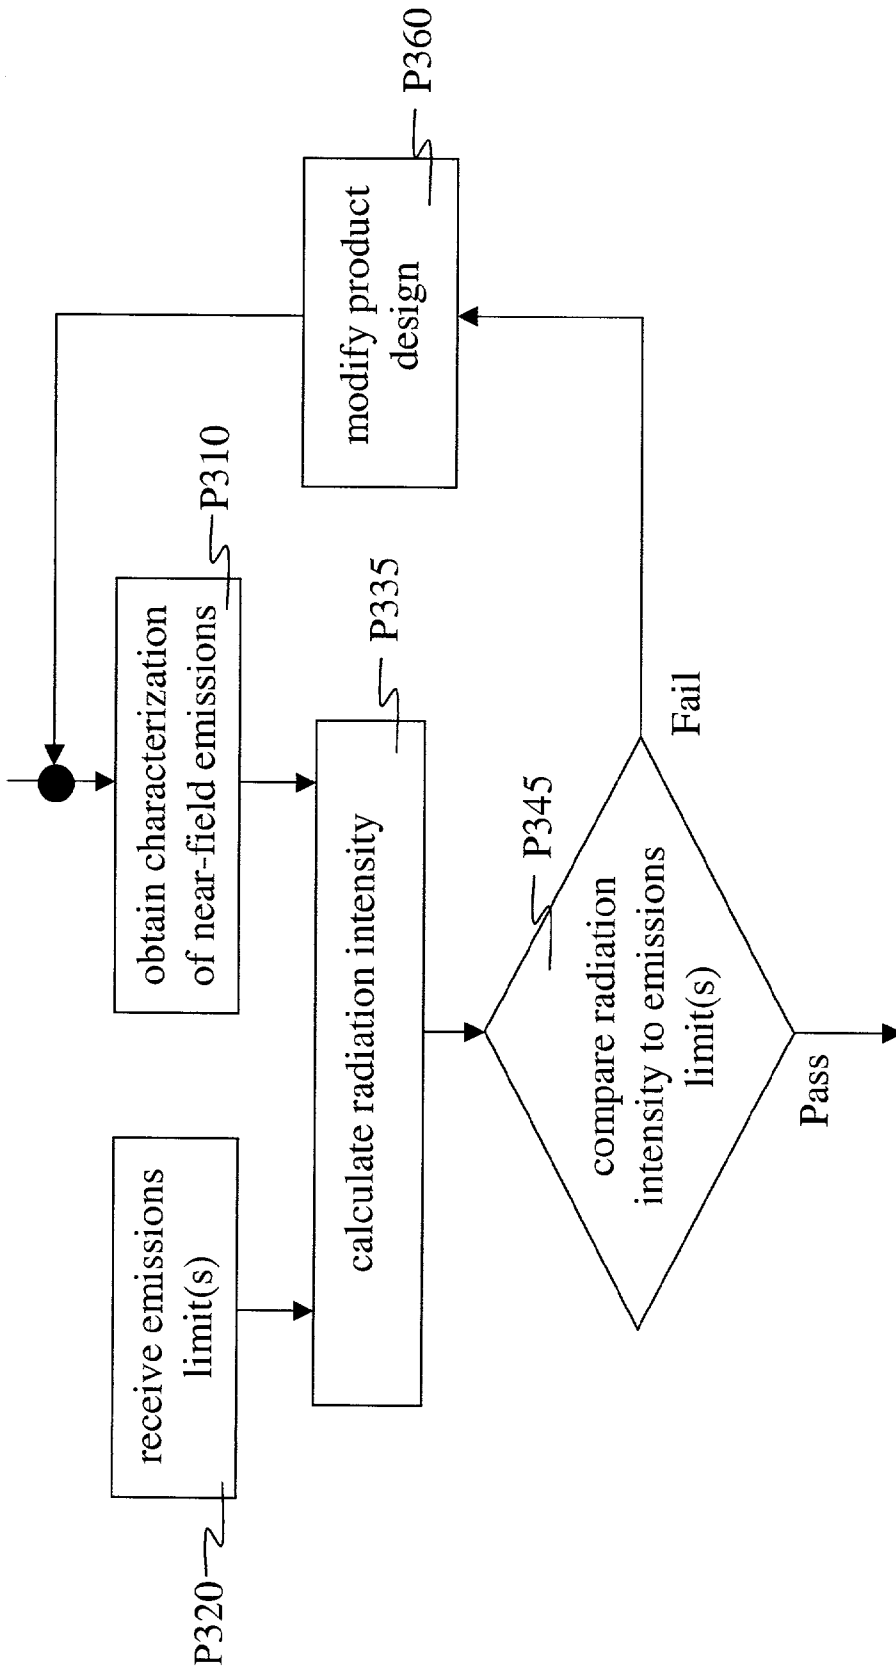 P320
receive emissions
limit(s)
obtain characterization
of near-field emissions
P310
calculate radiation intensity
P335
modify product
design
P360
compare radiation
intensity to emissions
limit(s)
P345
Fail
Pass